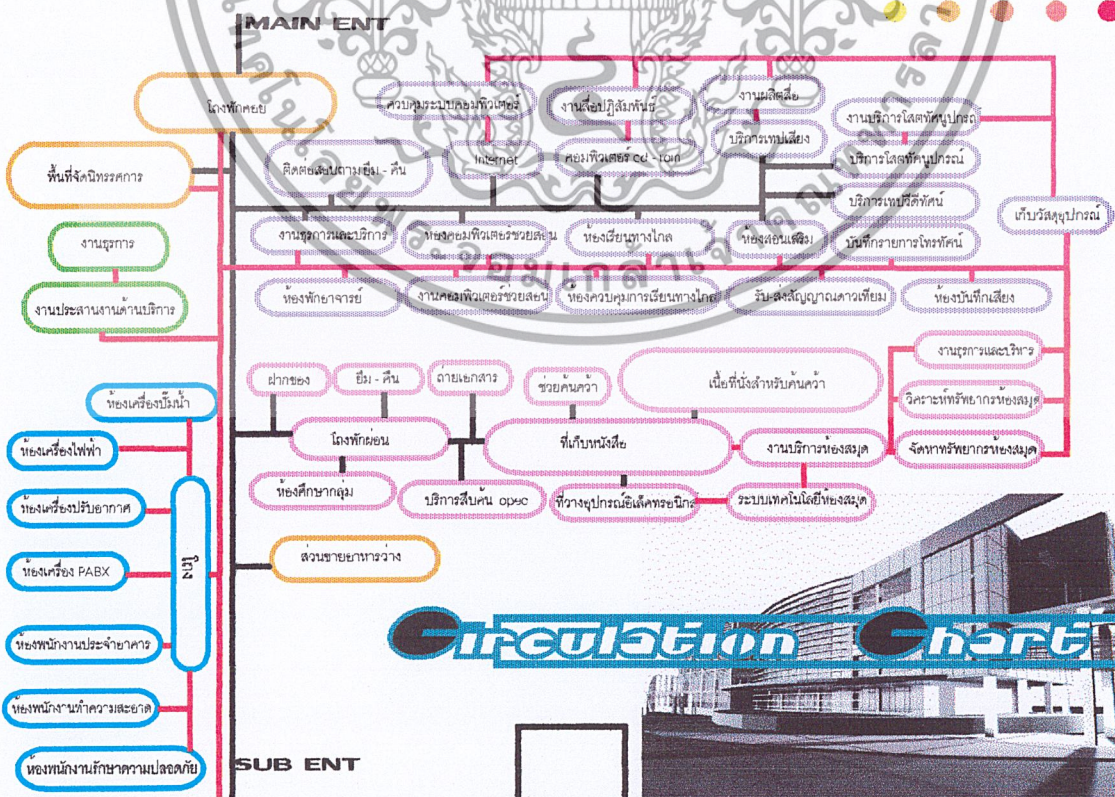 MAIN ENT
โถงพักคอย
พื้นที่จัดนิทรรศการ
งานธุรการ
งานประสานงานด้านบริการ
ควบคุมระบบคอมพิวเตอร์
งานสื่อปฏิสัมพันธ์
งานผลิตสื่อ
งานบริการโสตทัศนูปกรณ์
ติดต่อสอบถามยืม - คืน
Internet
คอมพิวเตอร์ cd - rom
บริการเทปเสียง
บริการโสตทัศนูปกรณ์
บริการเทปวีดีทัศน์
เก็บวัสดุอุปกรณ์
งานธุรการและบริการ
ห้องคอมพิวเตอร์ช่วยสอน
ห้องเรียนทางไกล
ห้องสอนเสริม
บันทึกรายการโทรทัศน์
ห้องพักอาจารย์
งานคอมพิวเตอร์ช่วยสอน
ห้องควบคุมการเรียนทางไกล
รับ-ส่งสัญญาณดาวเทียม
ห้องบันทึกเสียง
ฝากของ
ยืม - คืน
ถ่ายเอกสาร
ช่วยค้นคว้า
เนื้อที่นั่งสำหรับค้นคว้า
งานธุรการและบริหาร
วิเคราะห์ทรัพยากรห้องสมุด
จัดหาทรัพยากรห้องสมุด
โถงพักผ่อน
ที่เก็บหนังสือ
งานบริการห้องสมุด
ห้องศึกษากลุ่ม
บริการสืบค้น opec
ที่วางอุปกรณ์อิเล็คทรอนิกส์
ระบบเทคโนโลยีห้องสมุด
ส่วนขายอาหารว่าง
ห้องเครื่องปั๊มน้ำ
ห้องเครื่องไฟฟ้า
ห้องเครื่องปรับอากาศ
ห้องเครื่อง PABX
ห้องพนักงานประจำอาคาร
ห้องพนักงานทำความสะอาด
ห้องพนักงานรักษาความปลอดภัย
โถง
Circulation Chart
SUB ENT